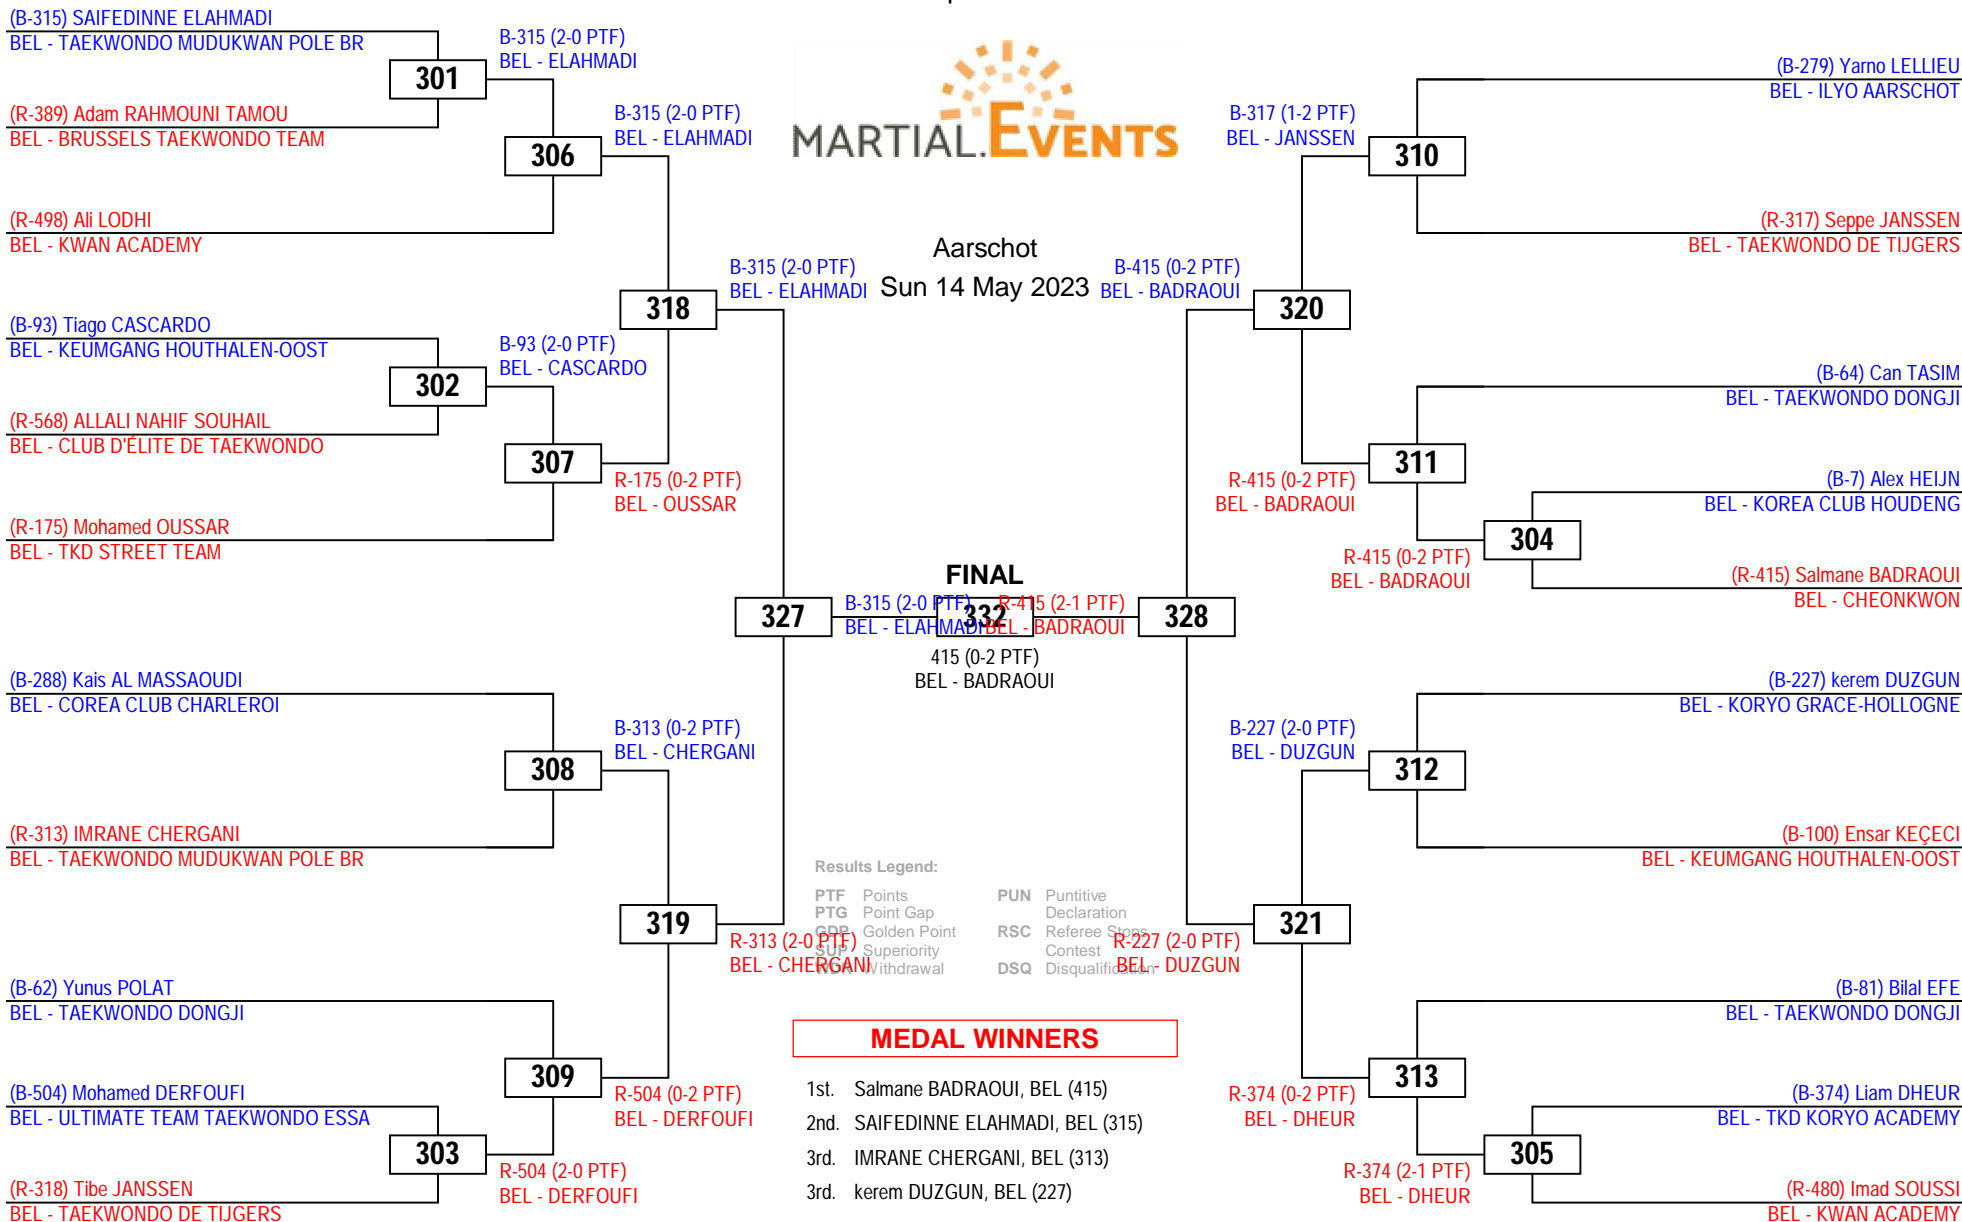 (B-315) SAIFEDINNE ELAHMADI
BEL - TAEKWONDO MUDUKWAN POLE BR
301
B-315 (2-0 PTF)
BEL - ELAHMADI
(R-389) Adam RAHMOUNI TAMOU
BEL - BRUSSELS TAEKWONDO TEAM
306
B-315 (2-0 PTF)
BEL - ELAHMADI
(R-498) Ali LODHI
BEL - KWAN ACADEMY
318
B-315 (2-0 PTF)
BEL - ELAHMADI
(B-93) Tiago CASCARDO
BEL - KEUMGANG HOUTHALEN-OOST
302
B-93 (2-0 PTF)
BEL - CASCARDO
(R-568) ALLALI NAHIF SOUHAIL
BEL - CLUB D'ÉLITE DE TAEKWONDO
307
R-175 (0-2 PTF)
BEL - OUSSAR
(R-175) Mohamed OUSSAR
BEL - TKD STREET TEAM
327
(B-288) Kais AL MASSAOUDI
BEL - COREA CLUB CHARLEROI
308
B-313 (0-2 PTF)
BEL - CHERGANI
(R-313) IMRANE CHERGANI
BEL - TAEKWONDO MUDUKWAN POLE BR
319
R-313 (2-0 PTF)
BEL - CHERGANI
(B-62) Yunus POLAT
BEL - TAEKWONDO DONGJI
309
R-504 (0-2 PTF)
BEL - DERFOUFI
(B-504) Mohamed DERFOUFI
BEL - ULTIMATE TEAM TAEKWONDO ESSA
303
R-504 (2-0 PTF)
BEL - DERFOUFI
(R-318) Tibe JANSSEN
BEL - TAEKWONDO DE TIJGERS
MARTIAL.EVENTS
Aarschot
Sun 14 May 2023
FINAL
B-315 (2-0 PTF)
BEL - ELAHMADI
332
R-415 (2-1 PTF)
BEL - BADRAOUI
415 (0-2 PTF)
BEL - BADRAOUI
Results Legend:
PTF Points
PTG Point Gap
GDP Golden Point
SUP Superiority
WDR Withdrawal
PUN Puntitive
Declaration
RSC Referee Stops
Contest
DSQ Disqualification
MEDAL WINNERS
1st. Salmane BADRAOUI, BEL (415)
2nd. SAIFEDINNE ELAHMADI, BEL (315)
3rd. IMRANE CHERGANI, BEL (313)
3rd. kerem DUZGUN, BEL (227)
(B-279) Yarno LELLIEU
BEL - ILYO AARSCHOT
B-317 (1-2 PTF)
BEL - JANSSEN
310
(R-317) Seppe JANSSEN
BEL - TAEKWONDO DE TIJGERS
B-415 (0-2 PTF)
BEL - BADRAOUI
320
(B-64) Can TASIM
BEL - TAEKWONDO DONGJI
311
R-415 (0-2 PTF)
BEL - BADRAOUI
(B-7) Alex HEIJN
BEL - KOREA CLUB HOUDENG
304
R-415 (0-2 PTF)
BEL - BADRAOUI
(R-415) Salmane BADRAOUI
BEL - CHEONKWON
328
(B-227) kerem DUZGUN
BEL - KORYO GRACE-HOLLOGNE
B-227 (2-0 PTF)
BEL - DUZGUN
312
(B-100) Ensar KEÇECI
BEL - KEUMGANG HOUTHALEN-OOST
321
R-227 (2-0 PTF)
BEL - DUZGUN
(B-81) Bilal EFE
BEL - TAEKWONDO DONGJI
313
R-374 (0-2 PTF)
BEL - DHEUR
(B-374) Liam DHEUR
BEL - TKD KORYO ACADEMY
305
R-374 (2-1 PTF)
BEL - DHEUR
(R-480) Imad SOUSSI
BEL - KWAN ACADEMY